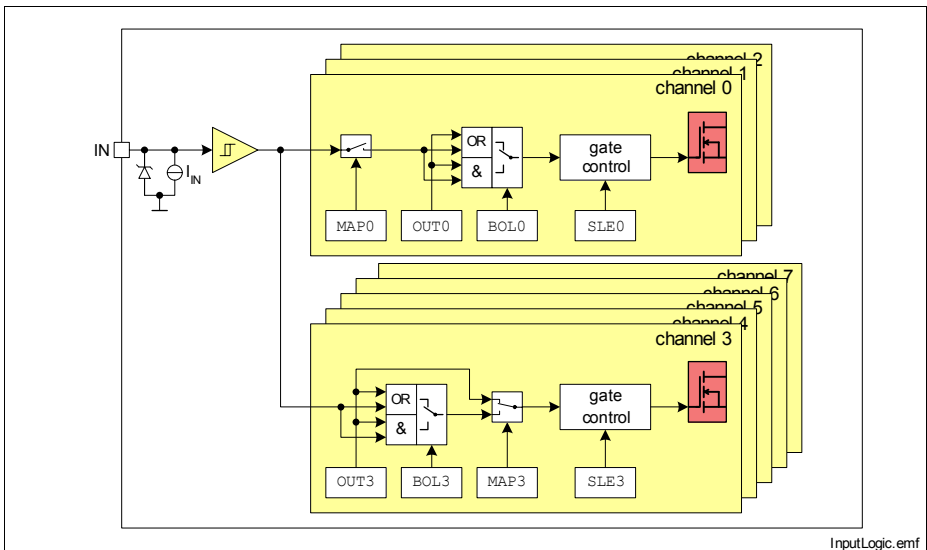 channel 2
channel 1
channel 0
IN
I IN
OR
&
gate
control
MAP0
OUT0
BOL0
SLE0
channel 7
channel 6
channel 5
channel 4
channel 3
OR
&
gate
control
OUT3
BOL3
MAP3
SLE3
InputLogic.emf